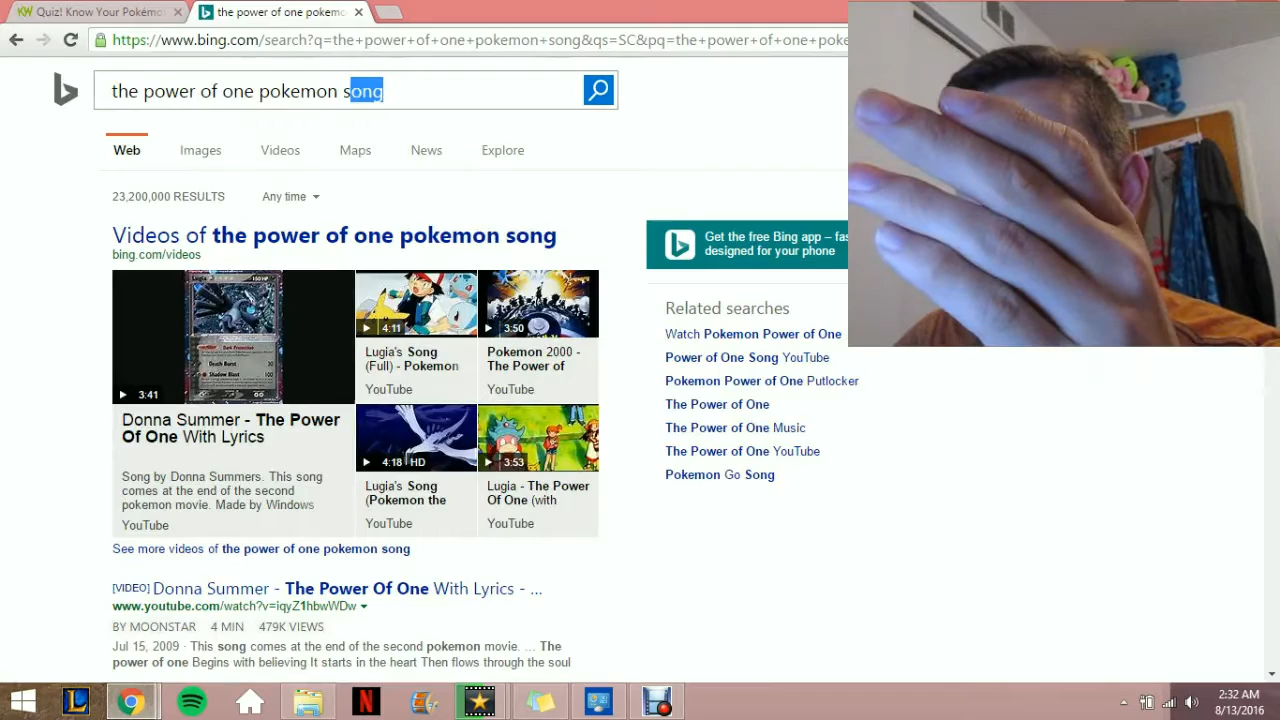 KW Quiz! Know Your Pokémo
the power of one pokemo
https://www.bing.com/search?q=the+power+of+one+pokemon+song&qs=SC&pq=the+power+of+one+poke
the power of one pokemon song
Web Images Videos Maps News Explore
23,200,000 RESULTS Any time
Videos of the power of one pokemon song
bing.com/videos
3:41
Donna Summer - The Power
Of One With Lyrics
Song by Donna Summers. This song
comes at the end of the second
pokemon movie. Made by Windows
YouTube
4:11
Lugia's Song
(Full) - Pokemon
YouTube
3:50
Pokemon 2000 -
The Power of
YouTube
4:18 HD
Lugia's Song
(Pokemon the
YouTube
3:53
Lugia - The Power
Of One (with
YouTube
See more videos of the power of one pokemon song
[VIDEO] Donna Summer - The Power Of One With Lyrics - ...
www.youtube.com/watch?v=iqyZ1hbwWDw
BY MOONSTAR 4 MIN 479K VIEWS
Jul 15, 2009 · This song comes at the end of the second pokemon movie. ... The
power of one Begins with believing It starts in the heart Then flows through the soul
Get the free Bing app – fas
designed for your phone
Related searches
Watch Pokemon Power of One
Power of One Song YouTube
Pokemon Power of One Putlocker
The Power of One
The Power of One Music
The Power of One YouTube
Pokemon Go Song
2:32 AM
8/13/2016